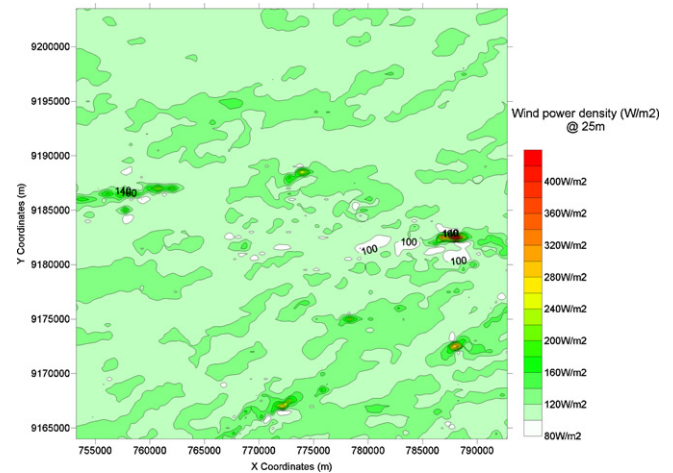 9200000
9195000
9190000
9185000
9180000
9175000
9170000
9165000
Y Coordinates (m)
755000 760000 765000 770000 775000 780000 785000 790000
X Coordinates (m)
100
100
100
Wind power density (W/m2)
@ 25m
400W/m2
360W/m2
320W/m2
280W/m2
240W/m2
200W/m2
160W/m2
120W/m2
80W/m2